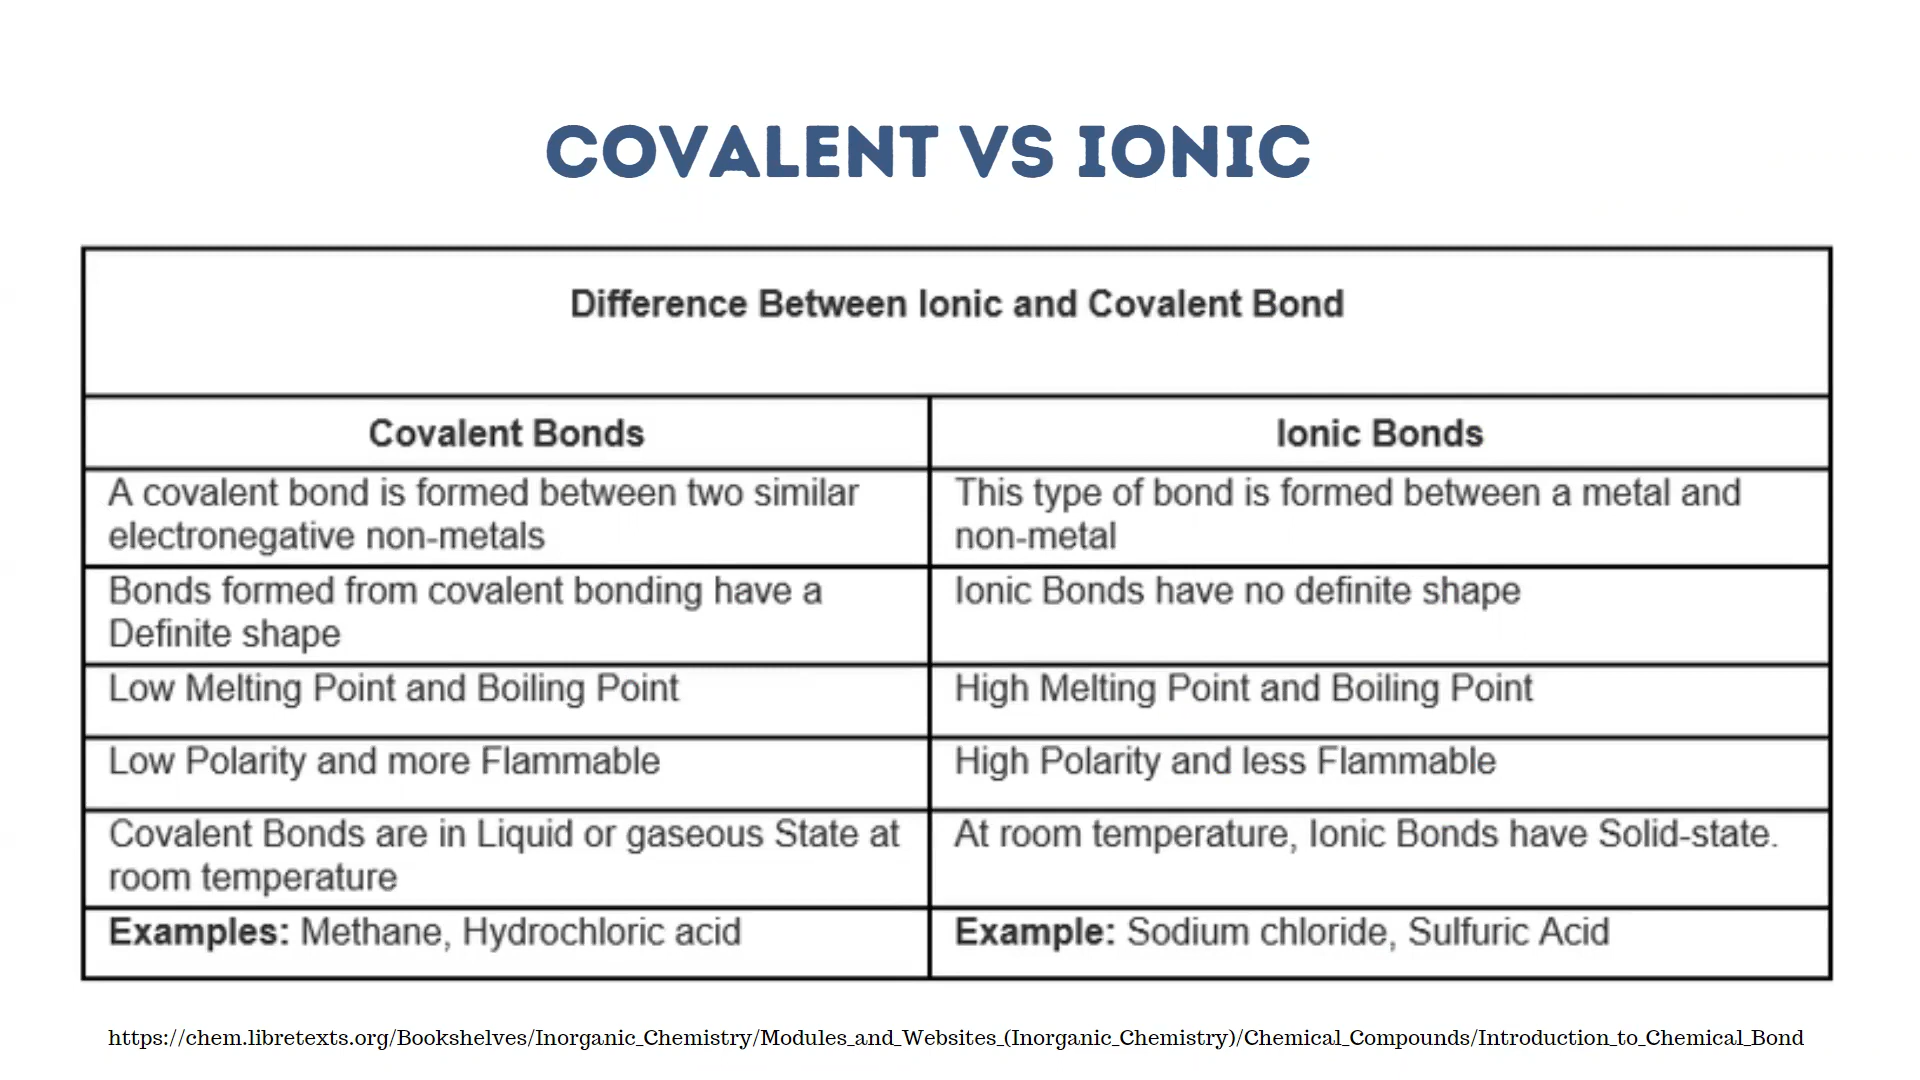 COVALENT VS IONIC
Difference Between Ionic and Covalent Bond
Covalent Bonds
Ionic Bonds
A covalent bond is formed between two similar
electronegative non-metals
This type of bond is formed between a metal and
non-metal
Bonds formed from covalent bonding have a
Definite shape
Ionic Bonds have no definite shape
Low Melting Point and Boiling Point
High Melting Point and Boiling Point
Low Polarity and more Flammable
High Polarity and less Flammable
Covalent Bonds are in Liquid or gaseous State at
room temperature
At room temperature, Ionic Bonds have Solid-state.
Examples: Methane, Hydrochloric acid
Example: Sodium chloride, Sulfuric Acid
https://chem.libretexts.org/Bookshelves/Inorganic_Chemistry/Modules_and_Websites_(Inorganic_Chemistry)/Chemical_Compounds/Introduction_to_Chemical_Bond